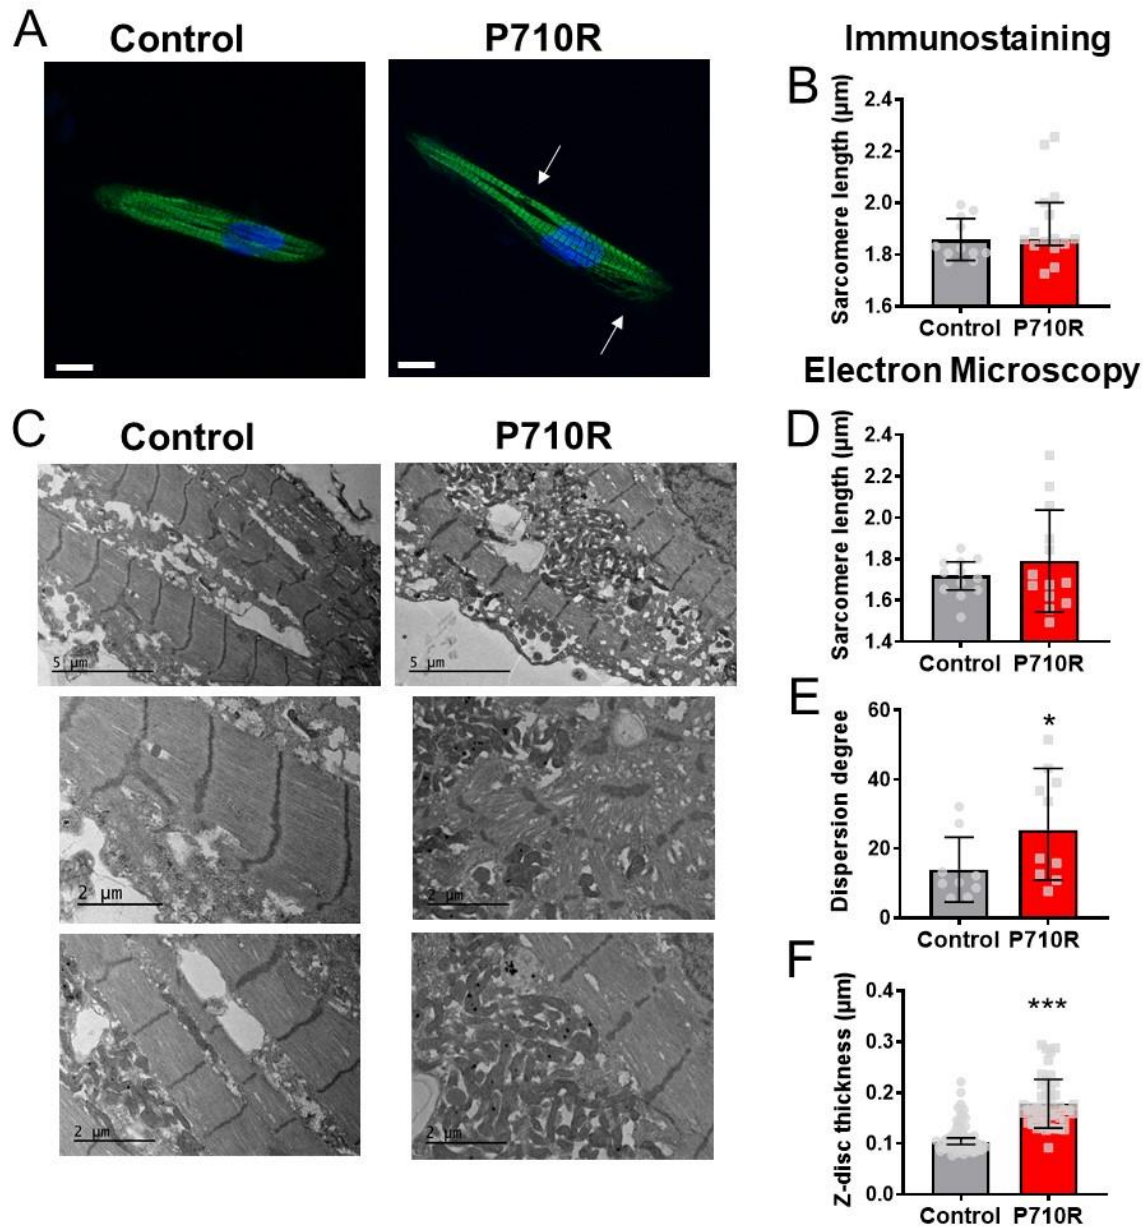 A
Control
P710R
Immunostaining
B
Sarcomere length (µm)
2.4
2.2
2.0
1.8
1.6
Control P710R
Electron Microscopy
C
Control
P710R
5 µm
5 µm
2 µm
2 µm
2 µm
2 µm
D
Sarcomere length (µm)
2.4
2.2
2.0
1.8
1.6
1.4
Control P710R
E
Dispersion degree
60
40
20
0
*
Control P710R
F
Z-disc thickness (µm)
0.4
0.3
0.2
0.1
0.0
***
Control P710R